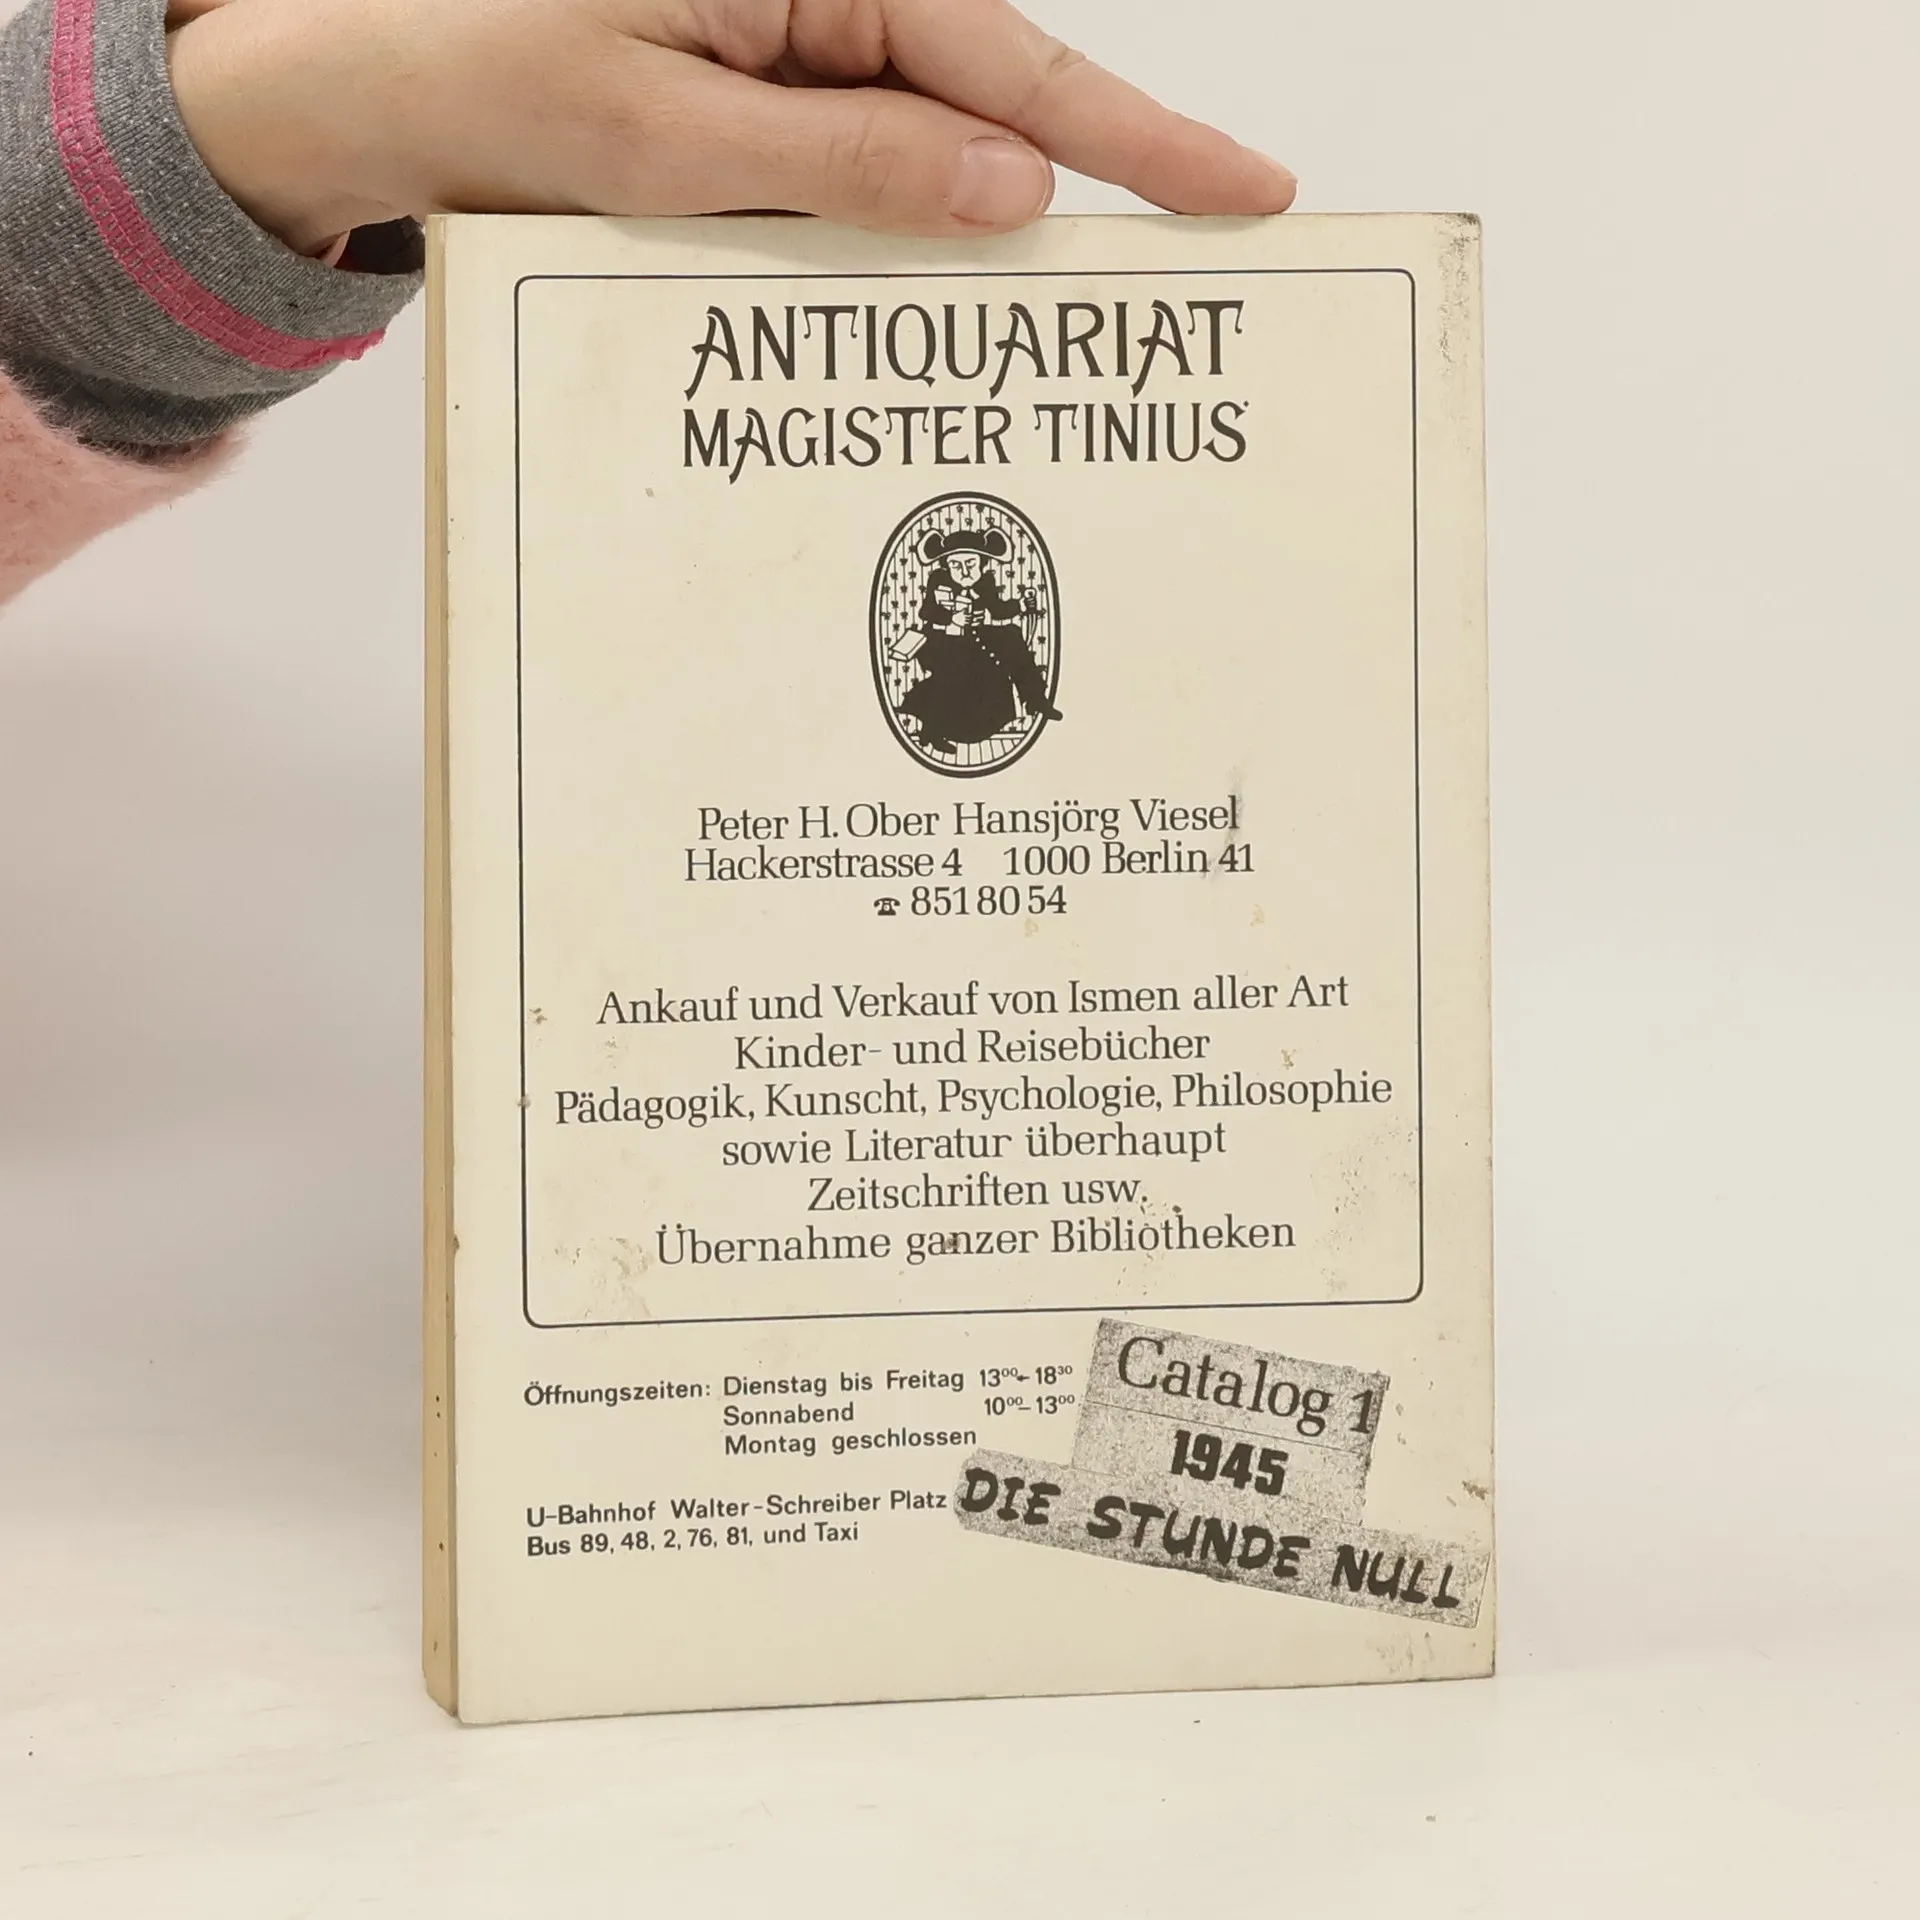 ANTIQUARIAT
MAGISTER TINIUS
Peter H. Ober Hansjörg Viesel
Hackerstrasse 4 1000 Berlin 41
☎ 851 80 54
Ankauf und Verkauf von Ismen aller Art
Kinder- und Reisebücher
Pädagogik, Kunscht, Psychologie, Philosophie
sowie Literatur überhaupt
Zeitschriften usw.
Übernahme ganzer Bibliotheken
Öffnungszeiten: Dienstag bis Freitag 13⁰⁰-18³⁰
Sonnabend 10⁰⁰-13⁰⁰
Montag geschlossen
U-Bahnhof Walter-Schreiber Platz
Bus 89, 48, 2, 76, 81, und Taxi
Catalog 1
1945
DIE STUNDE NULL